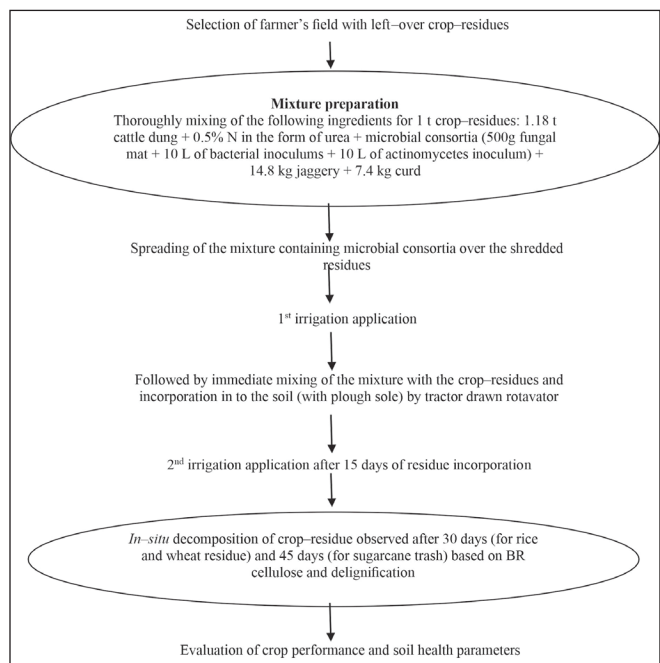 Selection of farmer's field with left–over crop–residues
Mixture preparation
Thoroughly mixing of the following ingredients for 1 t crop–residues: 1.18 t
cattle dung + 0.5% N in the form of urea + microbial consortia (500g fungal
mat + 10 L of bacterial inoculums + 10 L of actinomycetes inoculum) +
14.8 kg jaggery + 7.4 kg curd
Spreading of the mixture containing microbial consortia over the shredded
residues
1st irrigation application
Followed by immediate mixing of the mixture with the crop–residues and
incorporation in to the soil (with plough sole) by tractor drawn rotavator
2nd irrigation application after 15 days of residue incorporation
In–situ decomposition of crop–residue observed after 30 days (for rice
and wheat residue) and 45 days (for sugarcane trash) based on BR
cellulose and delignification
Evaluation of crop performance and soil health parameters